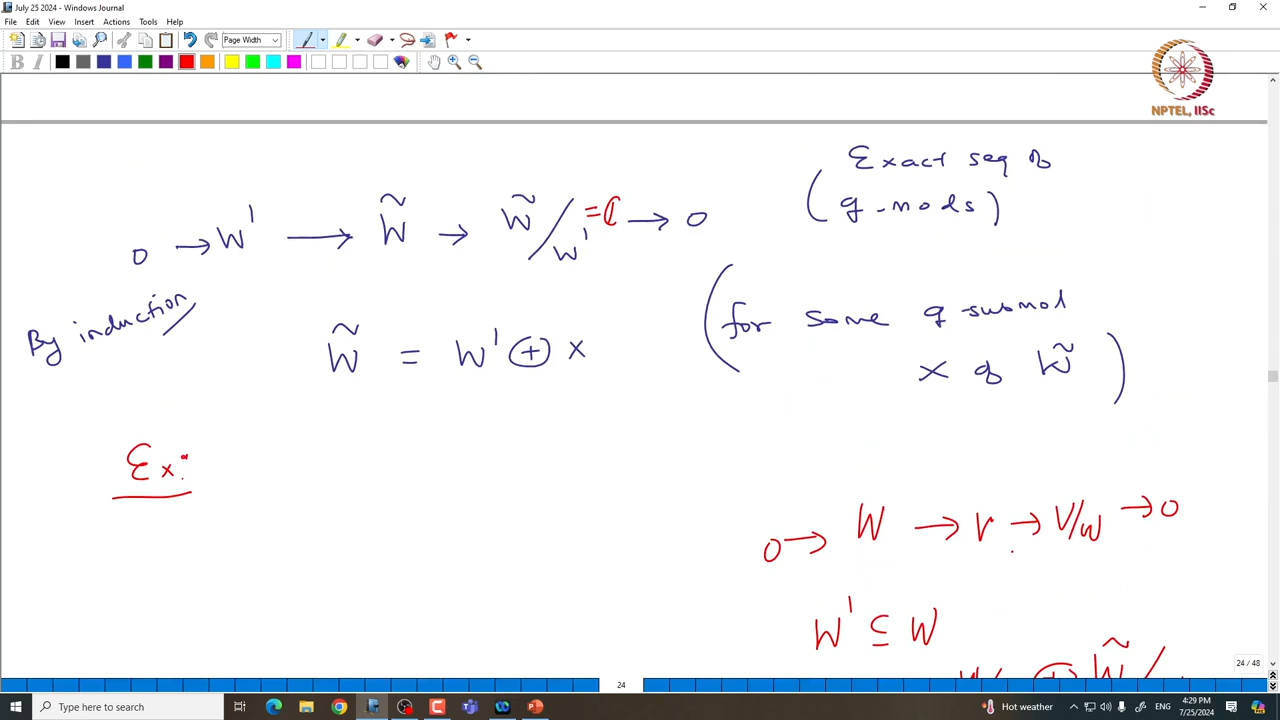 July 25 2024 - Windows Journal
File Edit View Insert Actions Tools Help
Page Width
B I
NPTEL, IISc
Exact seq of
(g-mods)
0 → W' → W̃ → W̃/W' = ℂ → 0
By induction
W̃ = W' ⊕ X
(for some g-submod
X of W̃)
Ex:
0 → W → V → V/W → 0
W' ⊆ W
24 / 48
24
Type here to search
Hot weather
ENG
4:29 PM
7/25/2024